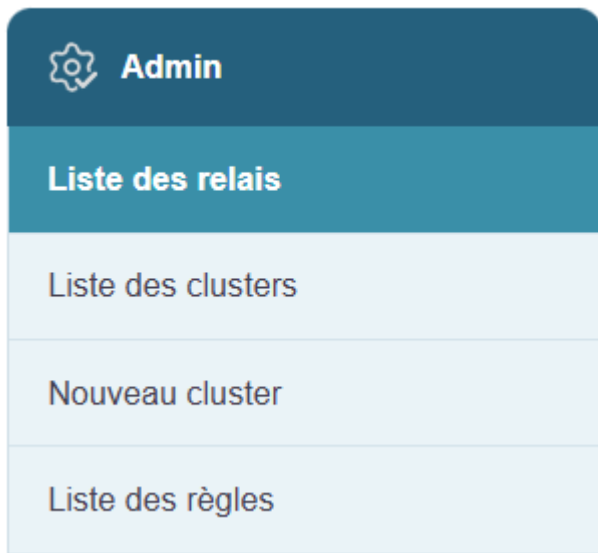 Admin
Liste des relais
Liste des clusters
Nouveau cluster
Liste des règles